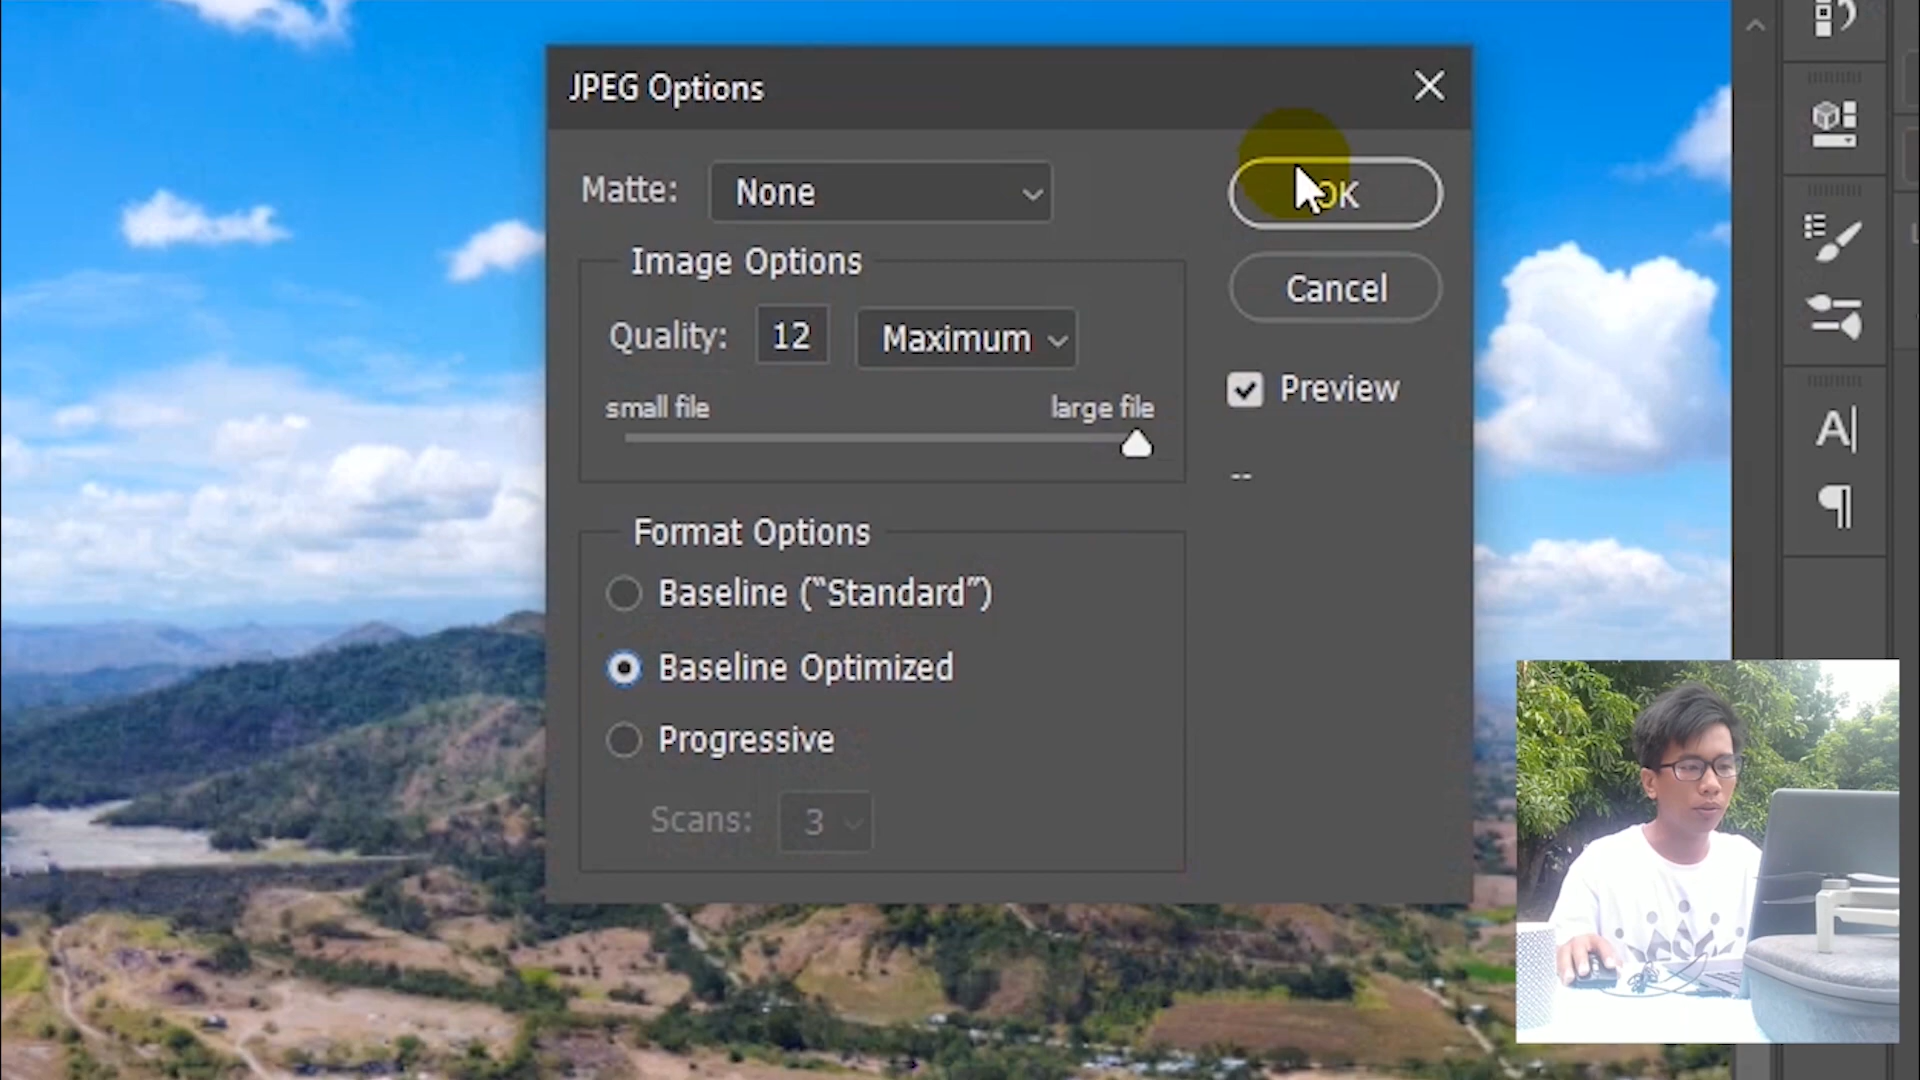 JPEG Options
Matte: None
OK
Image Options
Cancel
Quality: 12 Maximum
Preview
small file large file
--
Format Options
Baseline (“Standard”)
Baseline Optimized
Progressive
Scans: 3